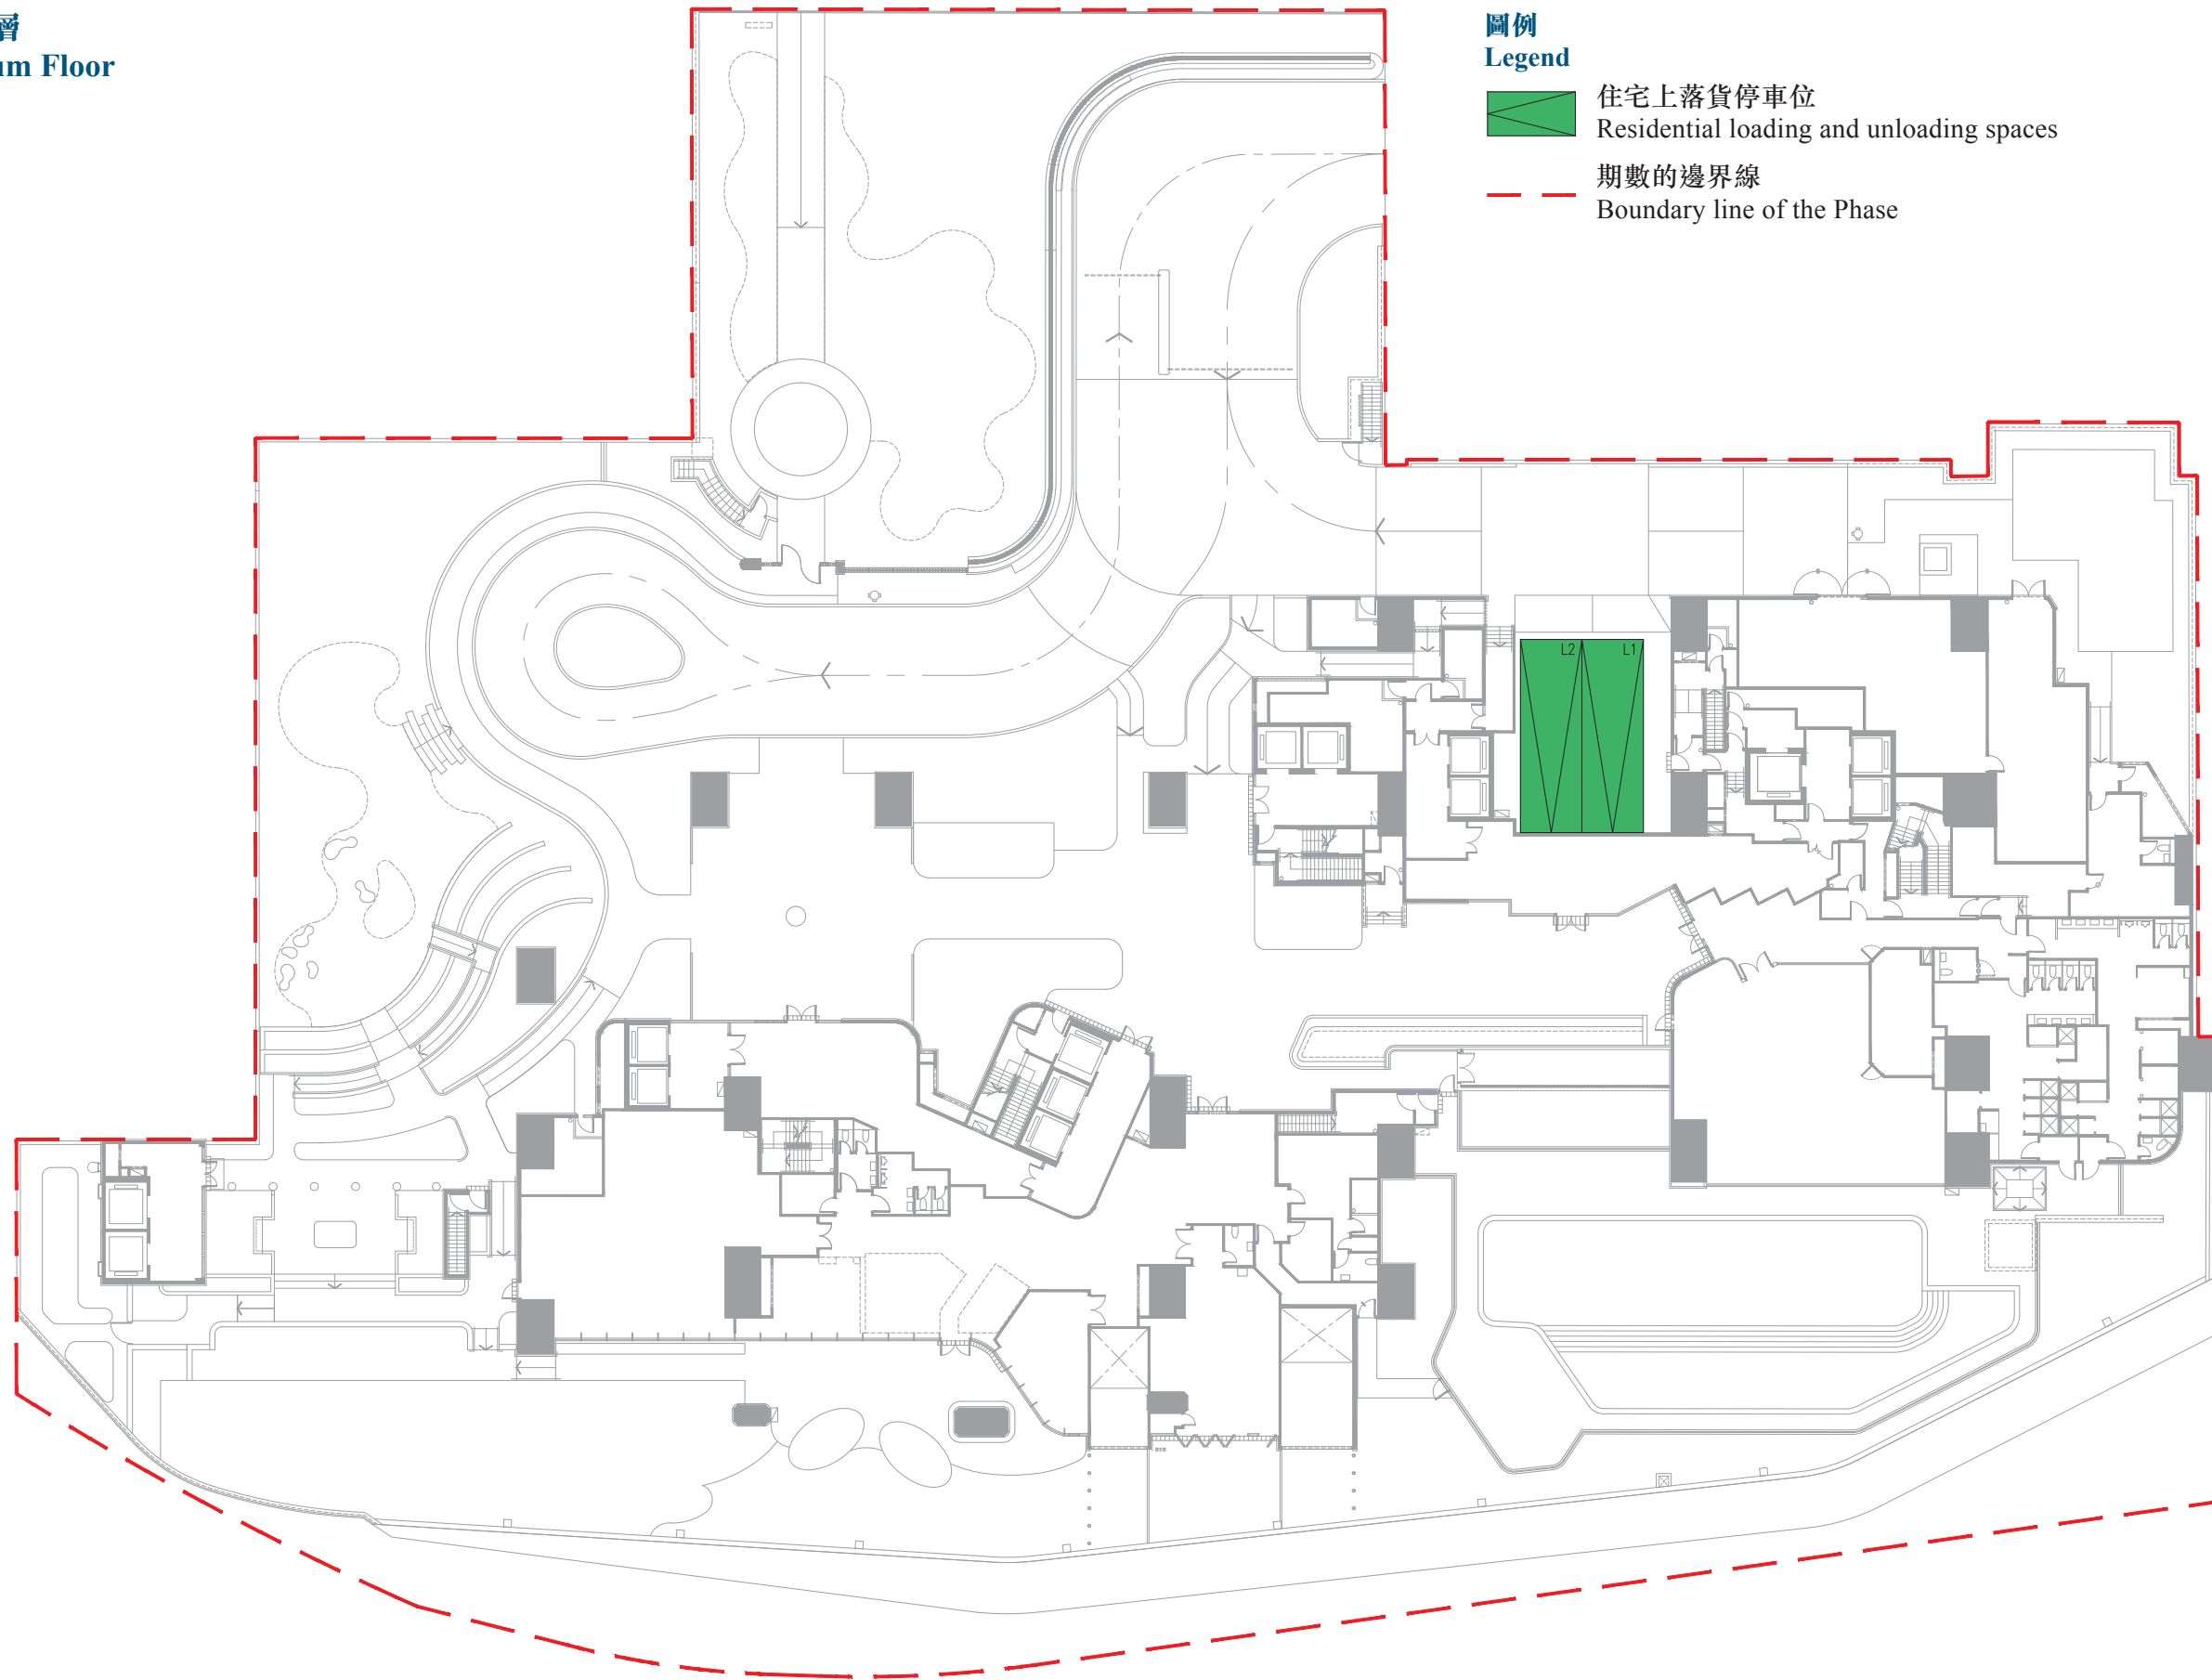 層
Floor
圖例
Legend
住宅上落貨停車位
Residential loading and unloading spaces
期數的邊界線
Boundary line of the Phase
L2 L1